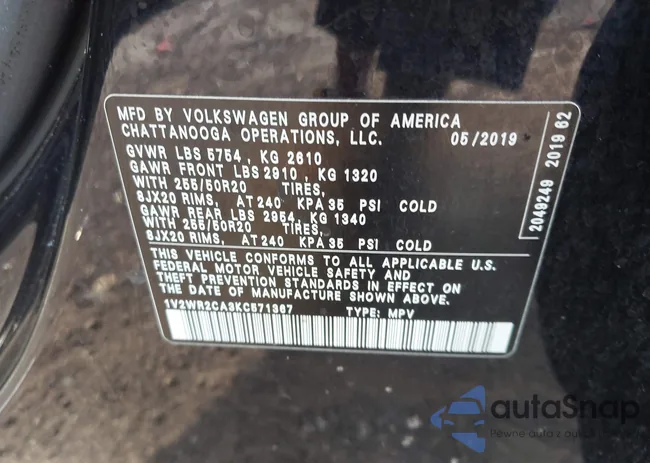 MFD BY VOLKSWAGEN GROUP OF AMERICA
CHATTANOOGA OPERATIONS, LLC. 05/2019
GVWR LBS 5754, KG 2610
GAWR FRONT LBS 2910, KG 1320
WITH 255/50R20 TIRES,
8JX20 RIMS, AT 240 KPA 35 PSI COLD
GAWR REAR LBS 2954, KG 1340
WITH 255/50R20 TIRES,
8JX20 RIMS, AT 240 KPA 35 PSI COLD
THIS VEHICLE CONFORMS TO ALL APPLICABLE U.S.
FEDERAL MOTOR VEHICLE SAFETY AND
THEFT PREVENTION STANDARDS IN EFFECT ON
THE DATE OF MANUFACTURE SHOWN ABOVE.
1V2WR2CA3KC571367 TYPE: MPV
2049249 2019 62
autaSnap
Pewne auta z aukcji